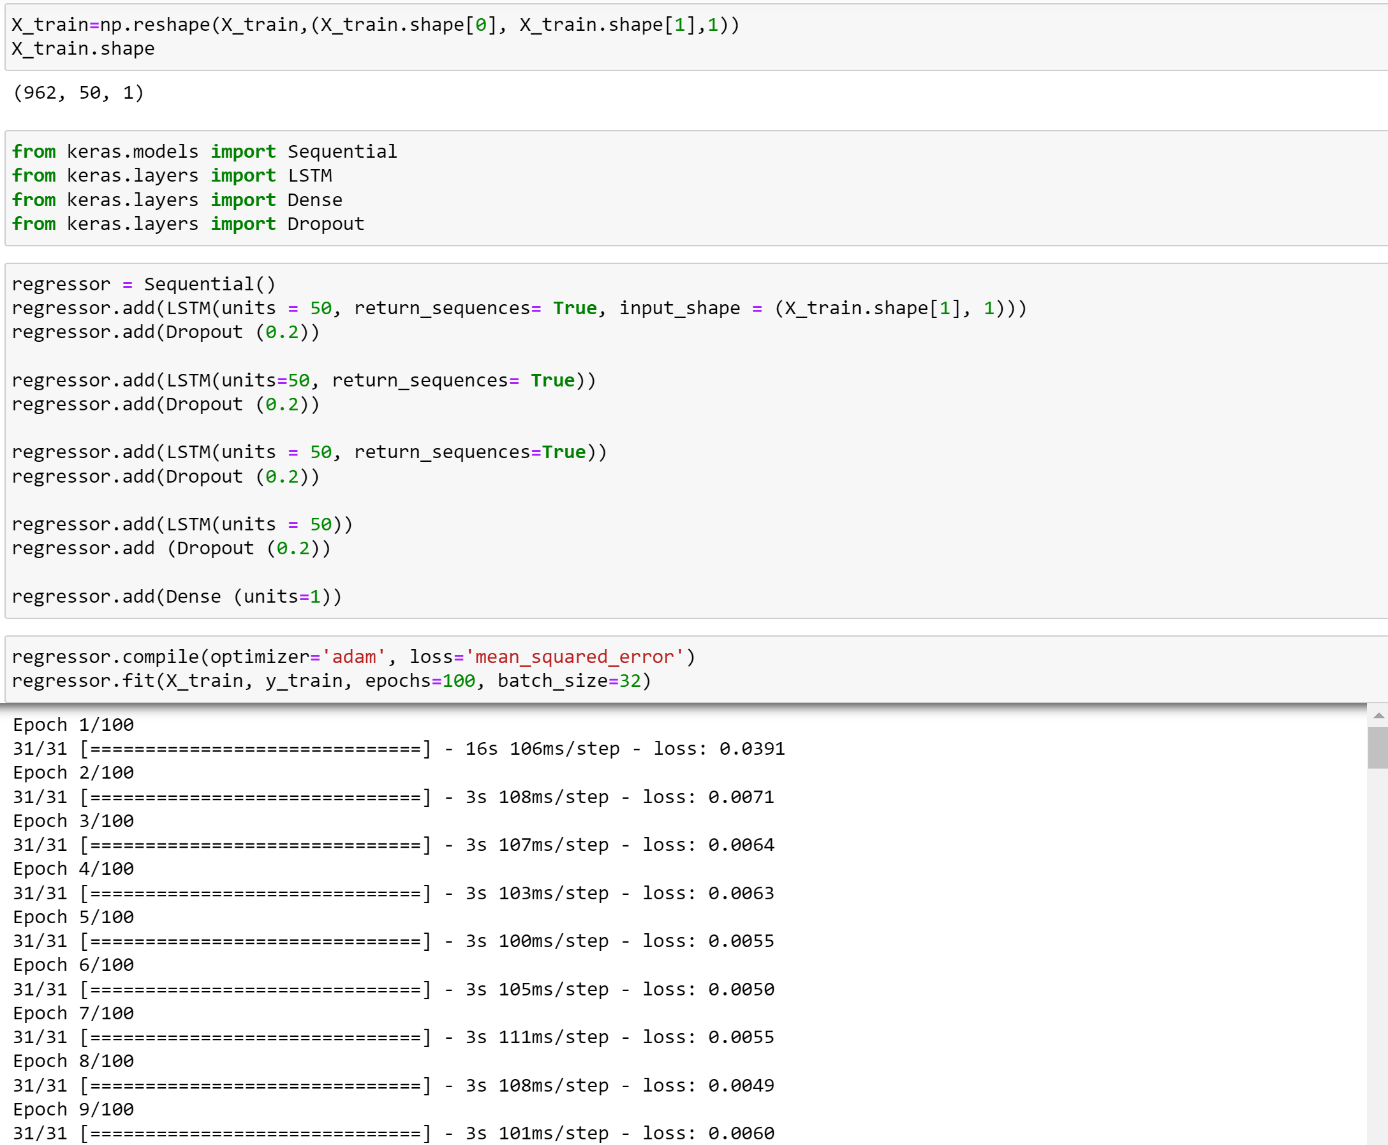 X_train=np.reshape(X_train,(X_train.shape[0], X_train.shape[1],1))
X_train.shape
(962, 50, 1)
from keras.models import Sequential
from keras.layers import LSTM
from keras.layers import Dense
from keras.layers import Dropout
regressor = Sequential()
regressor.add(LSTM(units = 50, return_sequences= True, input_shape = (X_train.shape[1], 1)))
regressor.add(Dropout (0.2))
regressor.add(LSTM(units=50, return_sequences= True))
regressor.add(Dropout (0.2))
regressor.add(LSTM(units = 50, return_sequences=True))
regressor.add(Dropout (0.2))
regressor.add(LSTM(units = 50))
regressor.add (Dropout (0.2))
regressor.add(Dense (units=1))
regressor.compile(optimizer='adam', loss='mean_squared_error')
regressor.fit(X_train, y_train, epochs=100, batch_size=32)
Epoch 1/100
31/31 [==============================] - 16s 106ms/step - loss: 0.0391
Epoch 2/100
31/31 [==============================] - 3s 108ms/step - loss: 0.0071
Epoch 3/100
31/31 [==============================] - 3s 107ms/step - loss: 0.0064
Epoch 4/100
31/31 [==============================] - 3s 103ms/step - loss: 0.0063
Epoch 5/100
31/31 [==============================] - 3s 100ms/step - loss: 0.0055
Epoch 6/100
31/31 [==============================] - 3s 105ms/step - loss: 0.0050
Epoch 7/100
31/31 [==============================] - 3s 111ms/step - loss: 0.0055
Epoch 8/100
31/31 [==============================] - 3s 108ms/step - loss: 0.0049
Epoch 9/100
31/31 [==============================] - 3s 101ms/step - loss: 0.0060